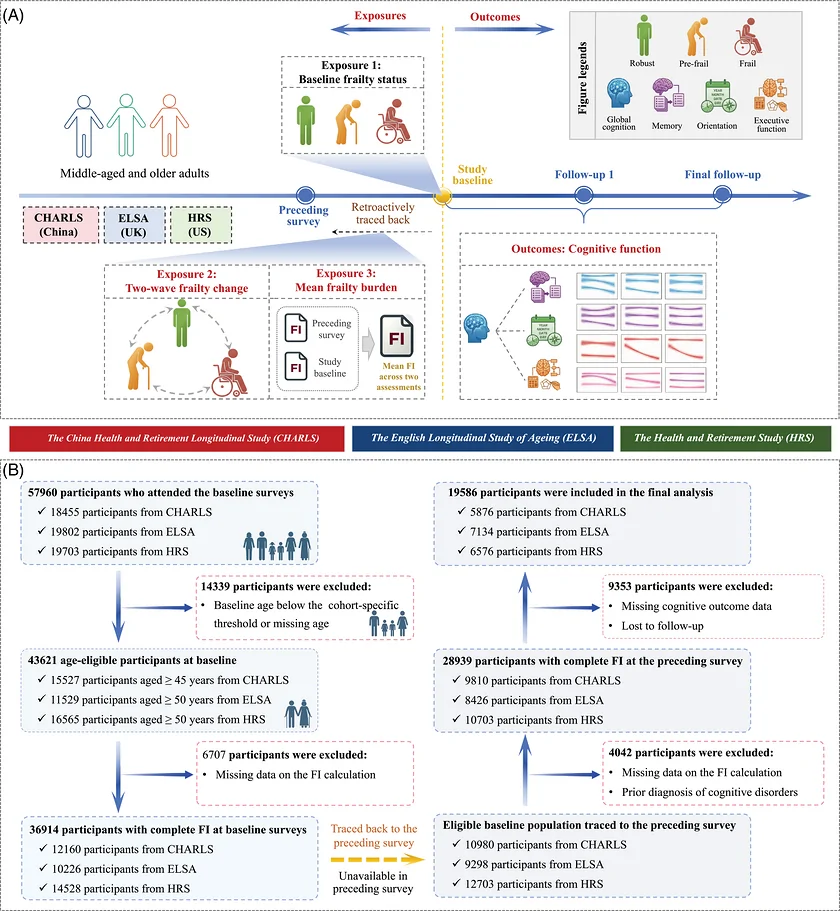 (A)
Exposures
Outcomes
Exposure 1:
Baseline frailty status
Figure legends
Robust
Pre-frail
Frail
Global
cognition
Memory
Orientation
Executive
function
Middle-aged and older adults
CHARLS
(China)
ELSA
(UK)
HRS
(US)
Preceding
survey
Retroactively
traced back
Study
baseline
Follow-up 1
Final follow-up
Exposure 2:
Two-wave frailty change
Exposure 3:
Mean frailty burden
FI
Preceding
survey
FI
Study
baseline
FI
Mean FI
across two
assessments
Outcomes: Cognitive function
The China Health and Retirement Longitudinal Study (CHARLS)
The English Longitudinal Study of Ageing (ELSA)
The Health and Retirement Study (HRS)
(B)
57960 participants who attended the baseline surveys
✓ 18455 participants from CHARLS
✓ 19802 participants from ELSA
✓ 19703 participants from HRS
14339 participants were excluded:
• Baseline age below the cohort-specific
threshold or missing age
43621 age-eligible participants at baseline
✓ 15527 participants aged ≥ 45 years from CHARLS
✓ 11529 participants aged ≥ 50 years from ELSA
✓ 16565 participants aged ≥ 50 years from HRS
6707 participants were excluded:
• Missing data on the FI calculation
36914 participants with complete FI at baseline surveys
✓ 12160 participants from CHARLS
✓ 10226 participants from ELSA
✓ 14528 participants from HRS
Traced back to the
preceding survey
Unavailable in
preceding survey
Eligible baseline population traced to the preceding survey
✓ 10980 participants from CHARLS
✓ 9298 participants from ELSA
✓ 12703 participants from HRS
4042 participants were excluded:
• Missing data on the FI calculation
• Prior diagnosis of cognitive disorders
28939 participants with complete FI at the preceding survey
✓ 9810 participants from CHARLS
✓ 8426 participants from ELSA
✓ 10703 participants from HRS
9353 participants were excluded:
• Missing cognitive outcome data
• Lost to follow-up
19586 participants were included in the final analysis
✓ 5876 participants from CHARLS
✓ 7134 participants from ELSA
✓ 6576 participants from HRS